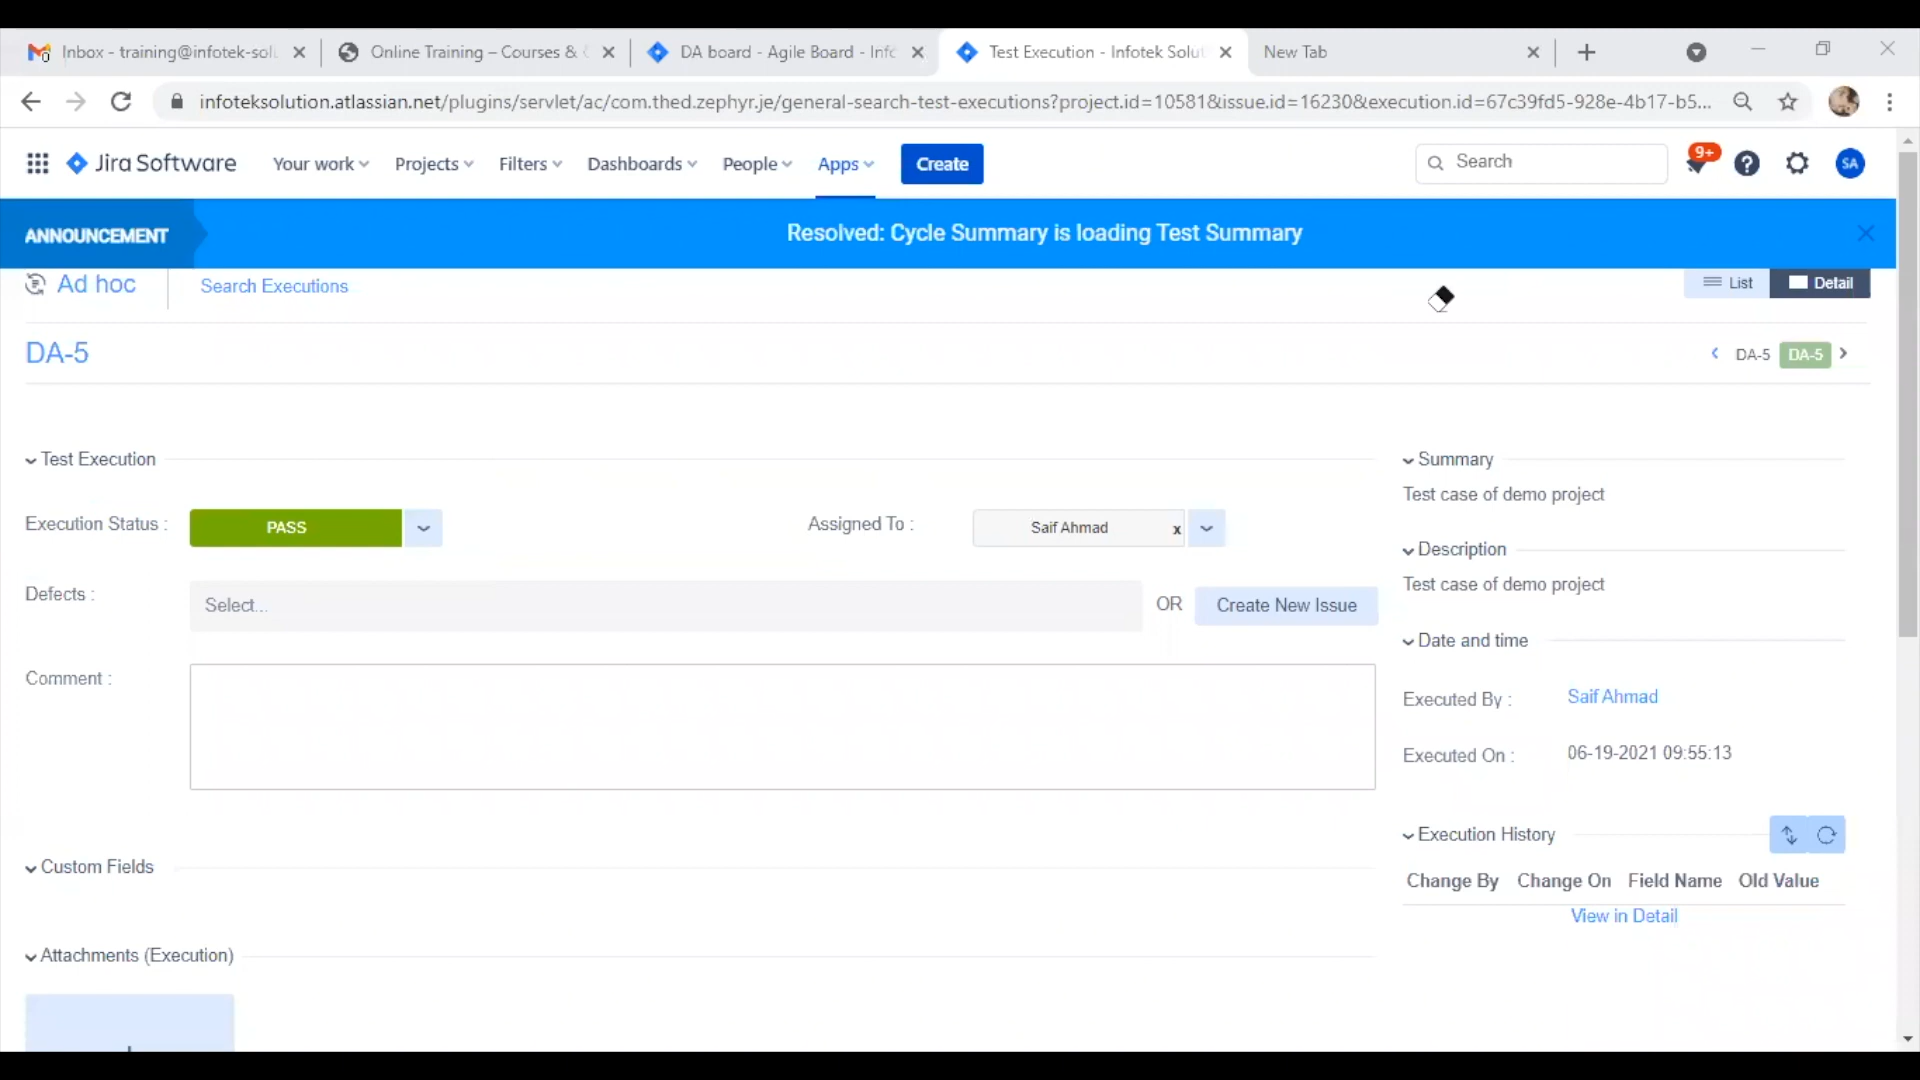 Inbox - training@infotek-solu
Online Training – Courses &
DA board - Agile Board - Info
Test Execution - Infotek Solut
New Tab
infoteksolution.atlassian.net/plugins/servlet/ac/com.thed.zephyr.je/general-search-test-executions?project.id=10581&issue.id=16230&execution.id=67c39fd5-928e-4b17-b5...
Jira Software
Your work
Projects
Filters
Dashboards
People
Apps
Create
Search
9+
SA
ANNOUNCEMENT
Resolved: Cycle Summary is loading Test Summary
Ad hoc
Search Executions
List
Detail
DA-5
DA-5
DA-5
Test Execution
Execution Status :
PASS
Assigned To :
Saif Ahmad
x
Defects :
Select...
OR
Create New Issue
Comment :
Custom Fields
Attachments (Execution)
Summary
Test case of demo project
Description
Test case of demo project
Date and time
Executed By :
Saif Ahmad
Executed On :
06-19-2021 09:55:13
Execution History
Change By Change On Field Name Old Value
View in Detail